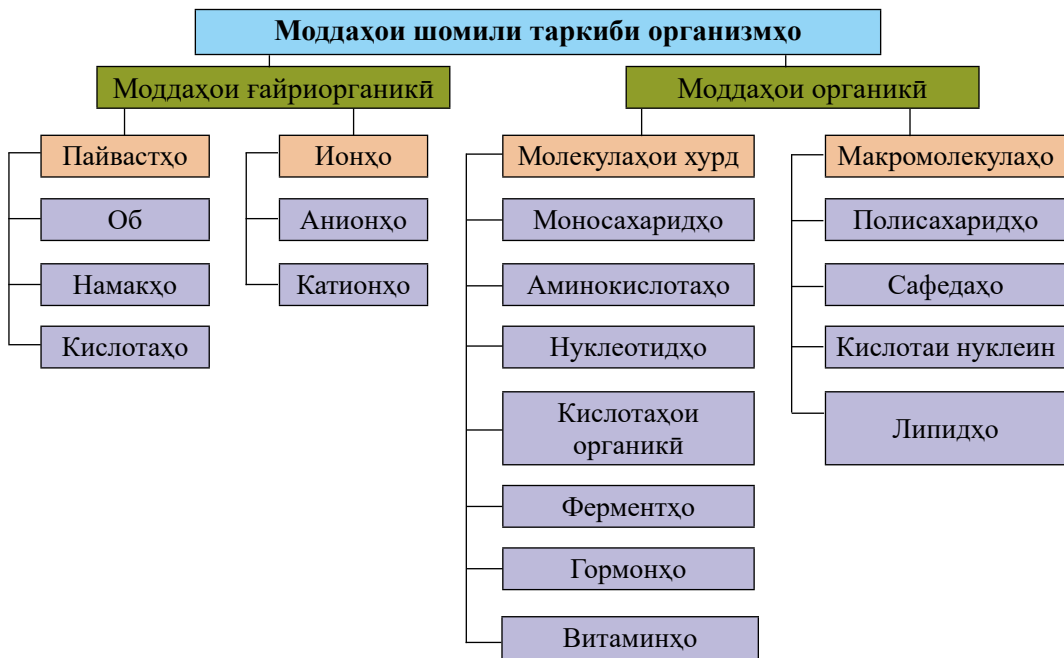 Моддаҳои шомили таркиби организмҳо
Моддаҳои ғайриорганикӣ
Моддаҳои органикӣ
Пайвастҳо
Ионҳо
Молекулаҳои хурд
Макромолекулаҳо
Об
Анионҳо
Моносахаридҳо
Полисахаридҳо
Намакҳо
Катионҳо
Аминокислотаҳо
Сафедаҳо
Кислотаҳо
Нуклеотидҳо
Кислотаи нуклеин
Кислотаҳои
органикӣ
Липидҳо
Ферментҳо
Гормонҳо
Витаминҳо